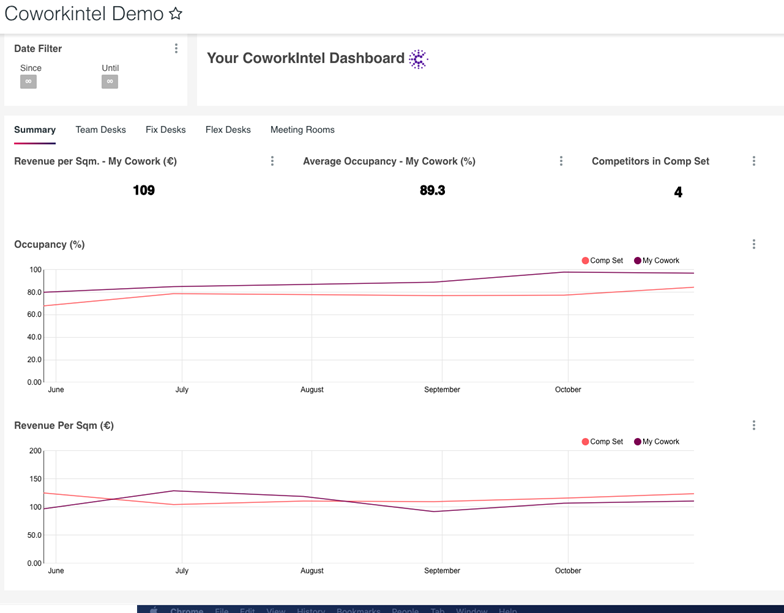 Coworkintel Demo
Date Filter
Since Until
∞ ∞
Your CoworkIntel Dashboard
Summary Team Desks Fix Desks Flex Desks Meeting Rooms
Revenue per Sqm. - My Cowork (€) Average Occupancy - My Cowork (%) Competitors in Comp Set
109 89.3 4
Occupancy (%)
Comp Set My Cowork
100
80.0
60.0
40.0
20.0
0.00
June July August September October
Revenue Per Sqm (€)
Comp Set My Cowork
200
150
100
50.0
0.00
June July August September October
Chrome File Edit View History Bookmarks People Tab Window Help